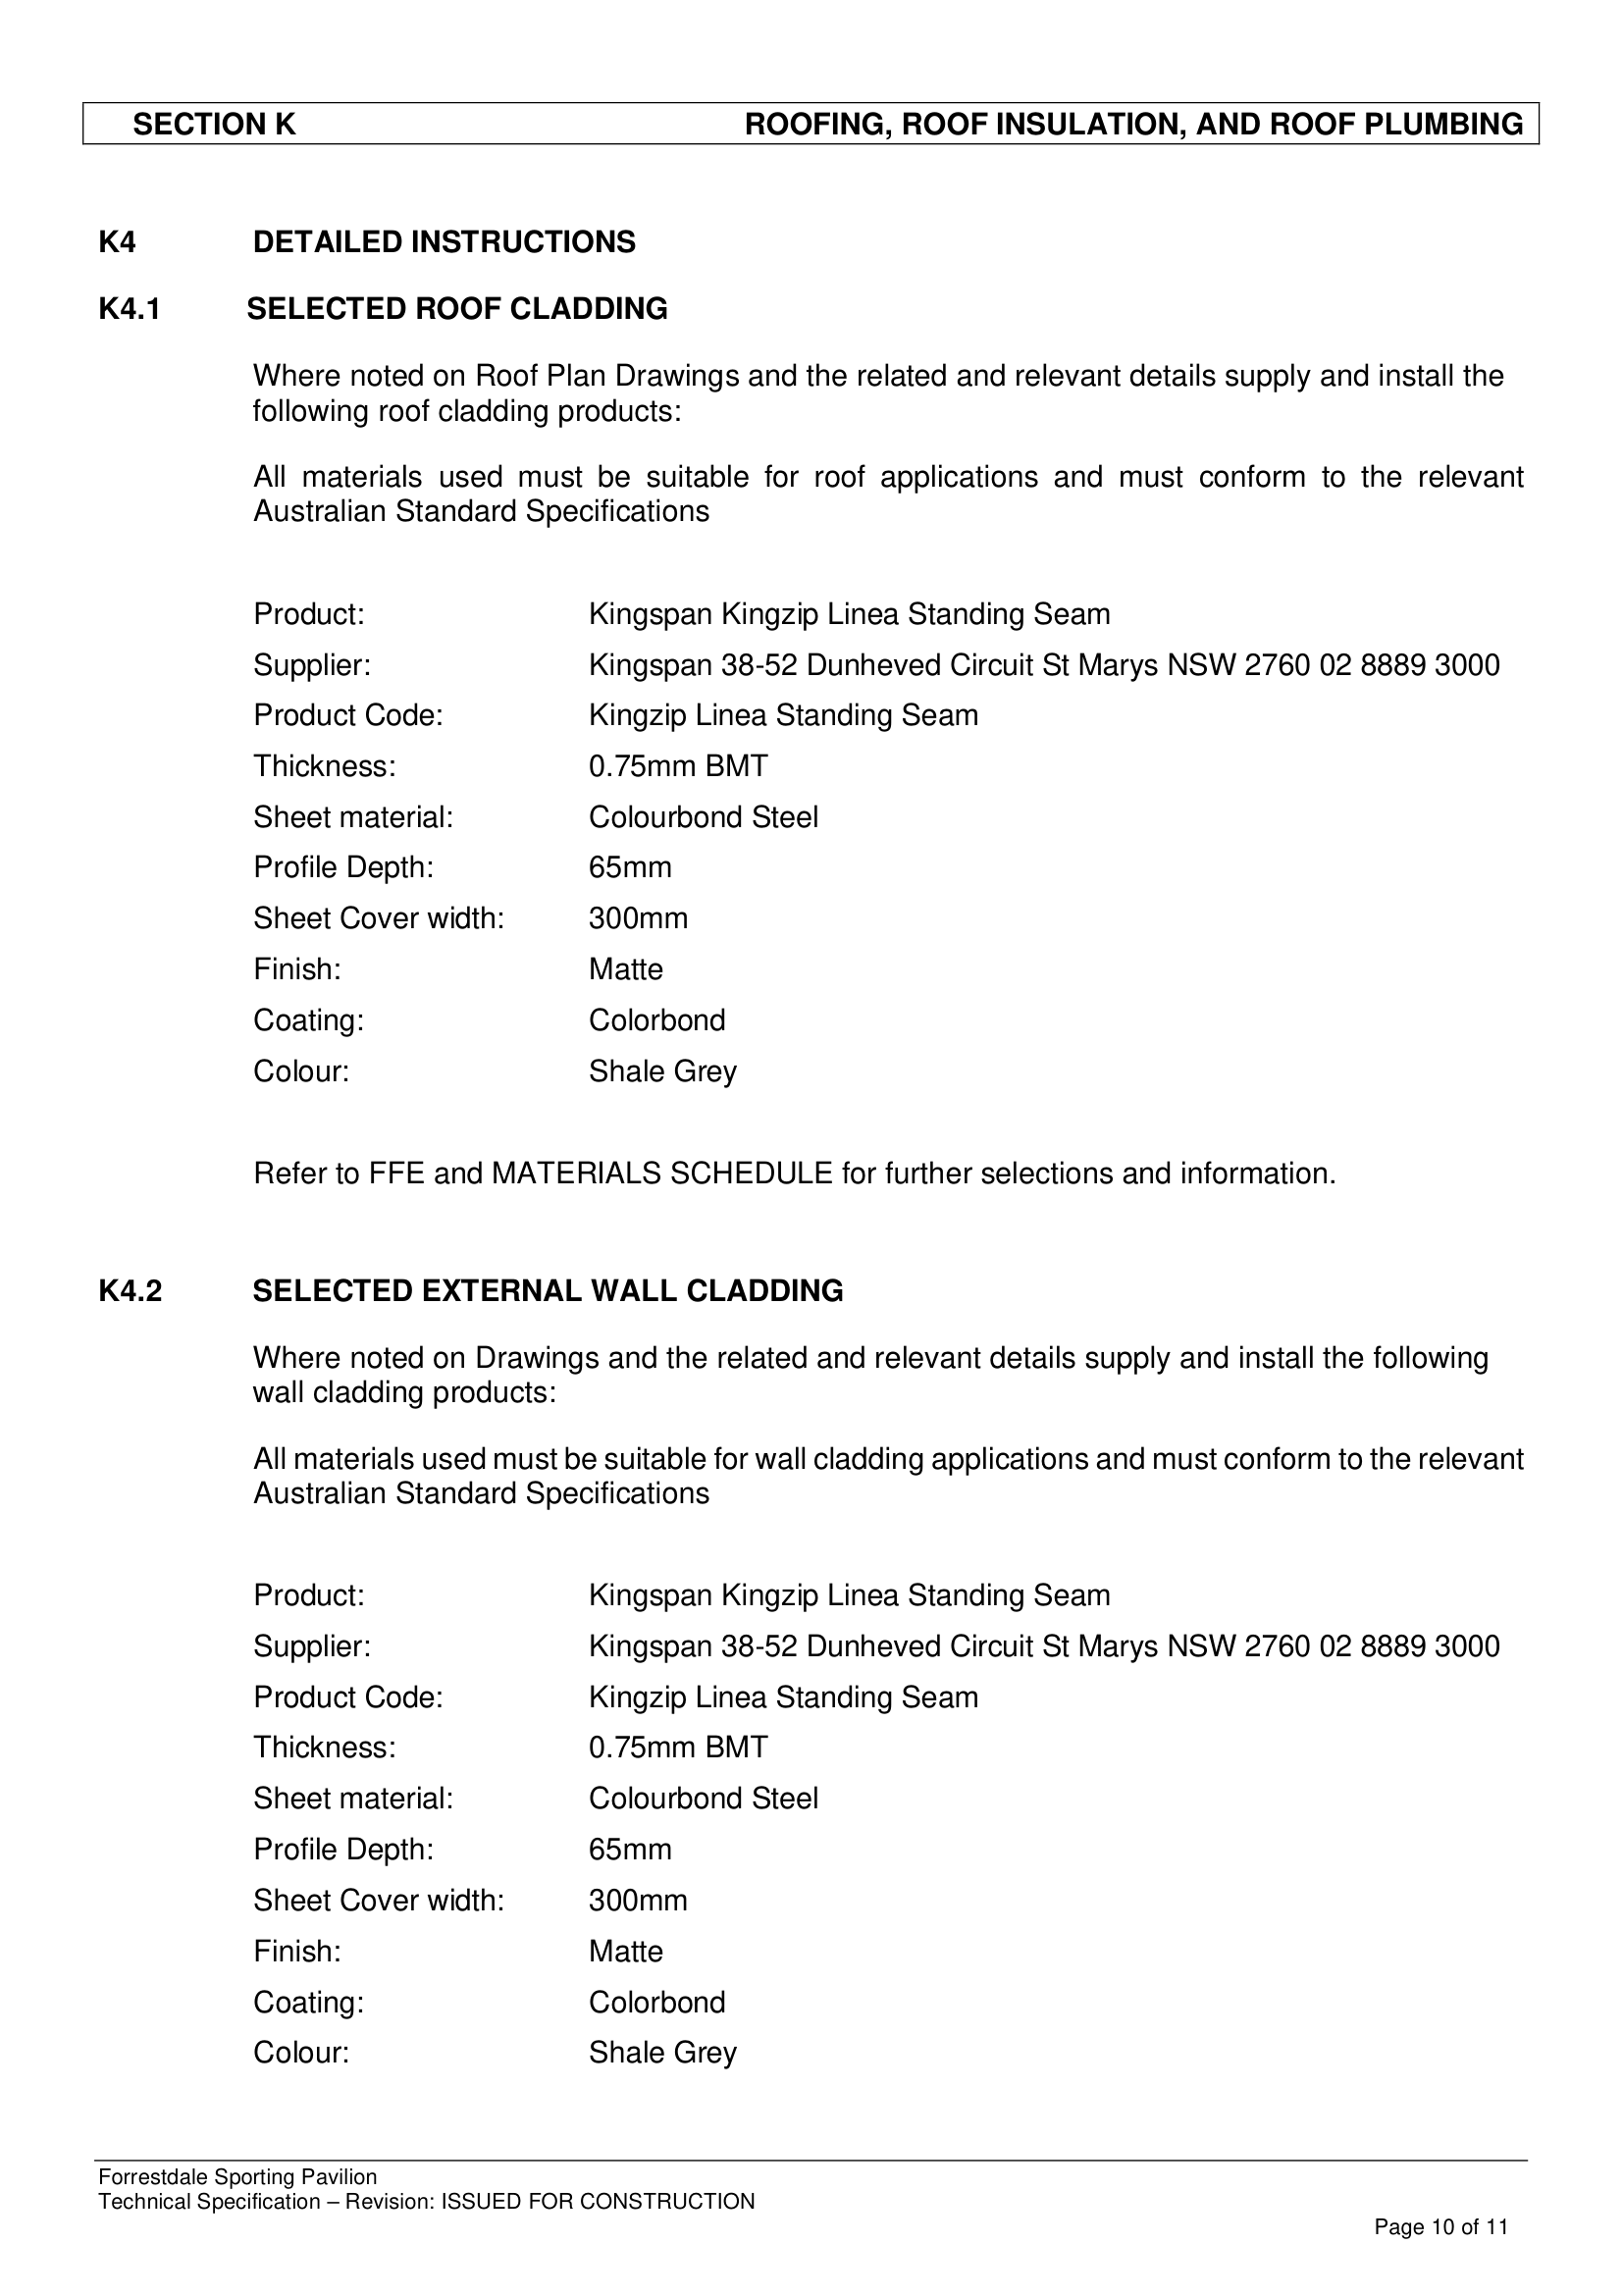 SECTION K ROOFING, ROOF INSULATION, AND ROOF PLUMBING
K4 DETAILED INSTRUCTIONS
K4.1 SELECTED ROOF CLADDING
Where noted on Roof Plan Drawings and the related and relevant details supply and install the
following roof cladding products:
All materials used must be suitable for roof applications and must conform to the relevant
Australian Standard Specifications
Product: Kingspan Kingzip Linea Standing Seam
Supplier: Kingspan 38-52 Dunheved Circuit St Marys NSW 2760 02 8889 3000
Product Code: Kingzip Linea Standing Seam
Thickness: 0.75mm BMT
Sheet material: Colourbond Steel
Profile Depth: 65mm
Sheet Cover width: 300mm
Finish: Matte
Coating: Colorbond
Colour: Shale Grey
Refer to FFE and MATERIALS SCHEDULE for further selections and information.
K4.2 SELECTED EXTERNAL WALL CLADDING
Where noted on Drawings and the related and relevant details supply and install the following
wall cladding products:
All materials used must be suitable for wall cladding applications and must conform to the relevant
Australian Standard Specifications
Product: Kingspan Kingzip Linea Standing Seam
Supplier: Kingspan 38-52 Dunheved Circuit St Marys NSW 2760 02 8889 3000
Product Code: Kingzip Linea Standing Seam
Thickness: 0.75mm BMT
Sheet material: Colourbond Steel
Profile Depth: 65mm
Sheet Cover width: 300mm
Finish: Matte
Coating: Colorbond
Colour: Shale Grey
Forrestdale Sporting Pavilion
Technical Specification – Revision: ISSUED FOR CONSTRUCTION
Page 10 of 11